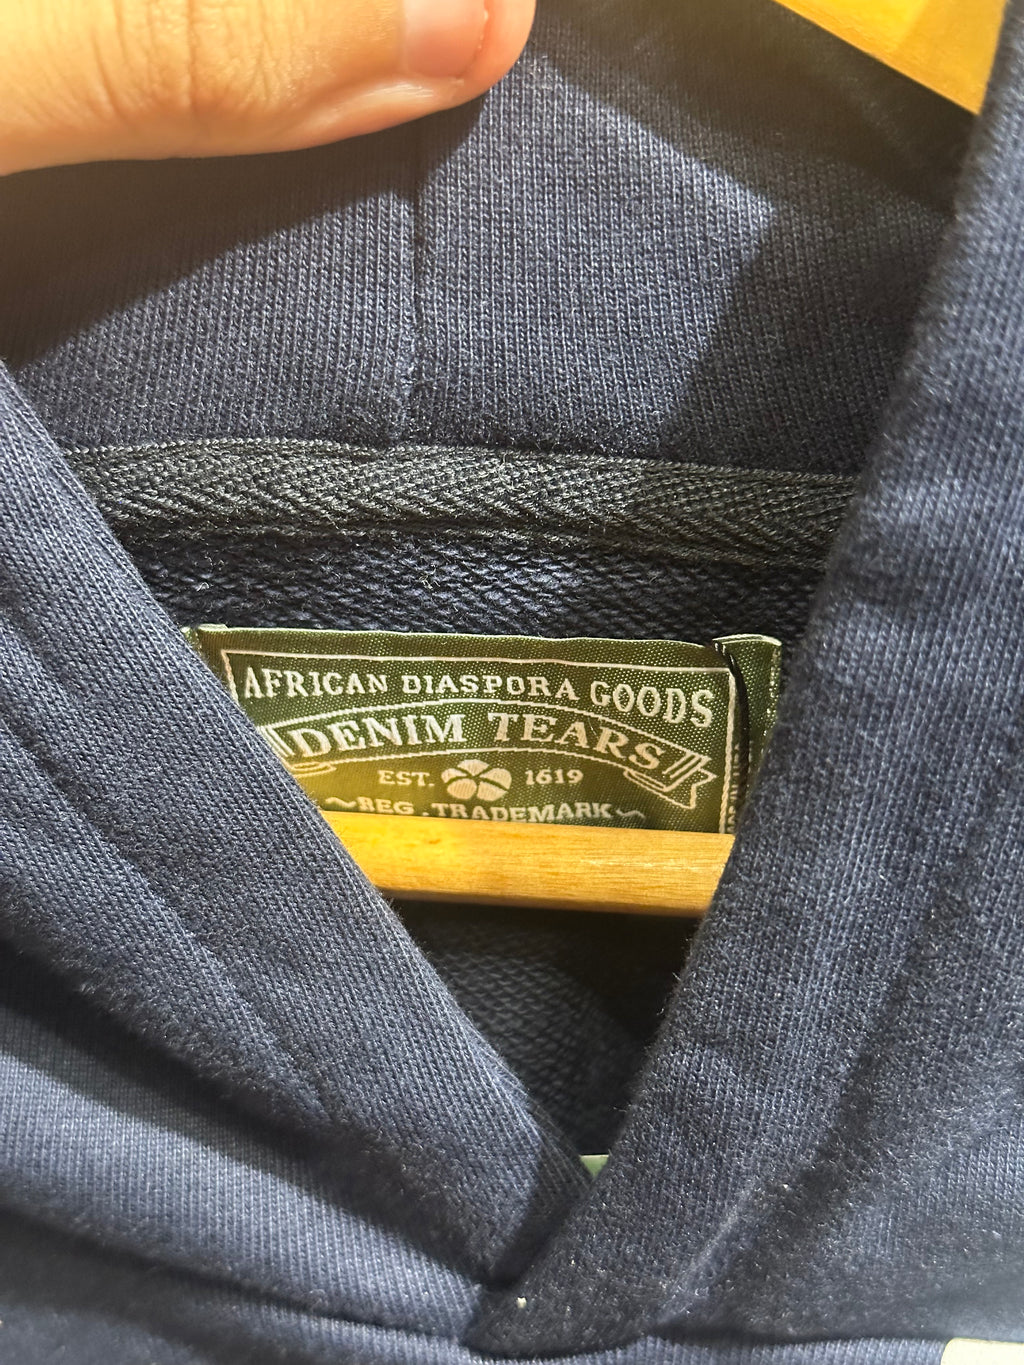 AFRICAN DIASPORA GOODS
DENIM TEARS
EST. 1619
~REG. TRADEMARK~